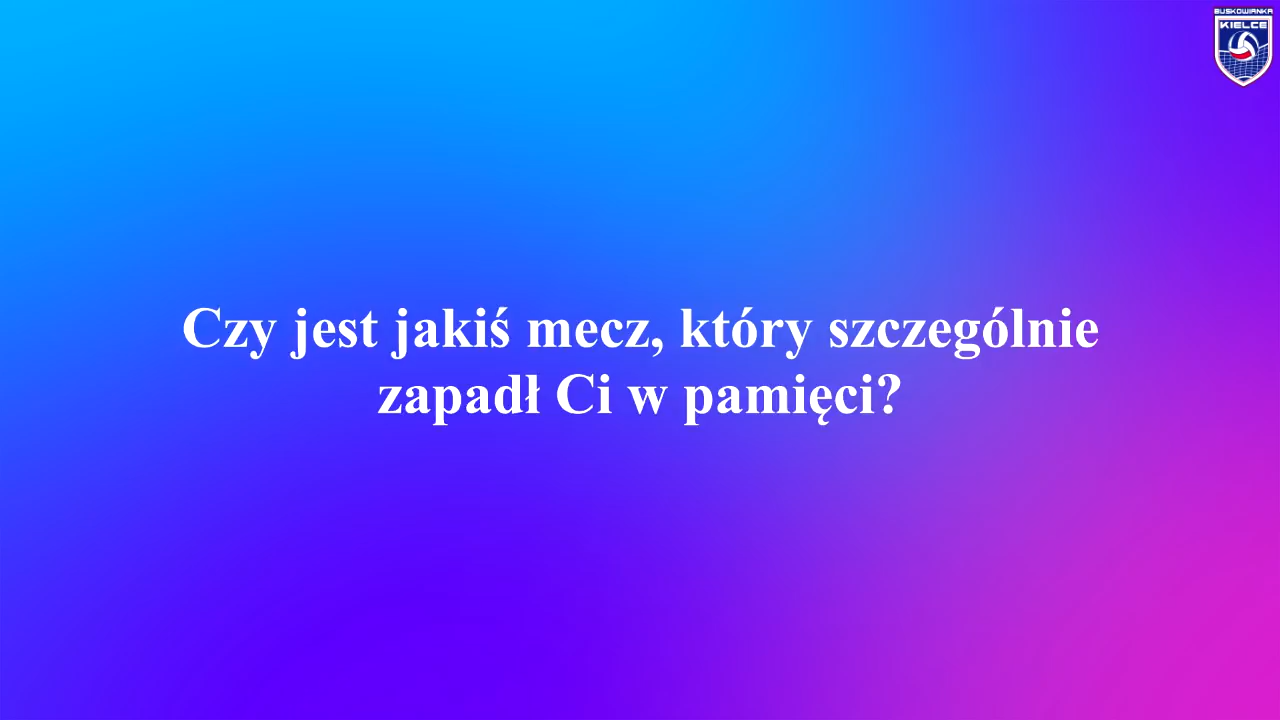 BUSKOWIANKA
KIELCE
Czy jest jakiś mecz, który szczególnie
zapadł Ci w pamięci?